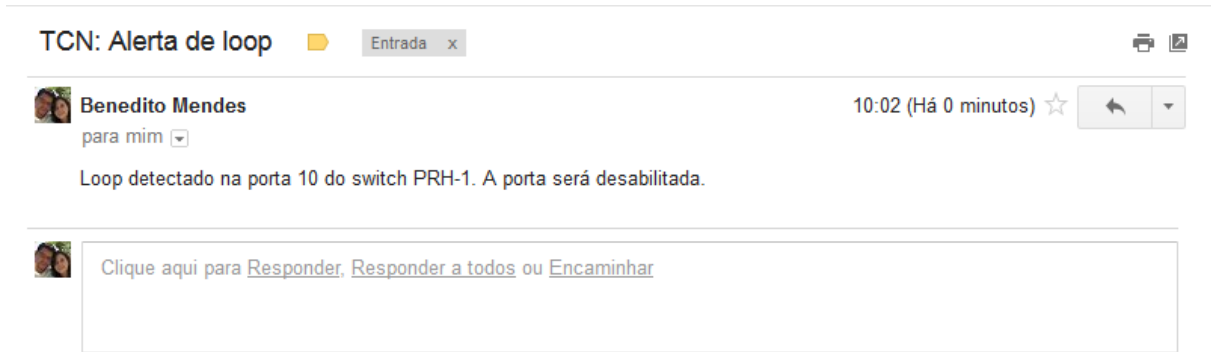 TCN: Alerta de loop Entrada x
Benedito Mendes 10:02 (Há 0 minutos)
para mim
Loop detectado na porta 10 do switch PRH-1. A porta será desabilitada.
Clique aqui para Responder, Responder a todos ou Encaminhar